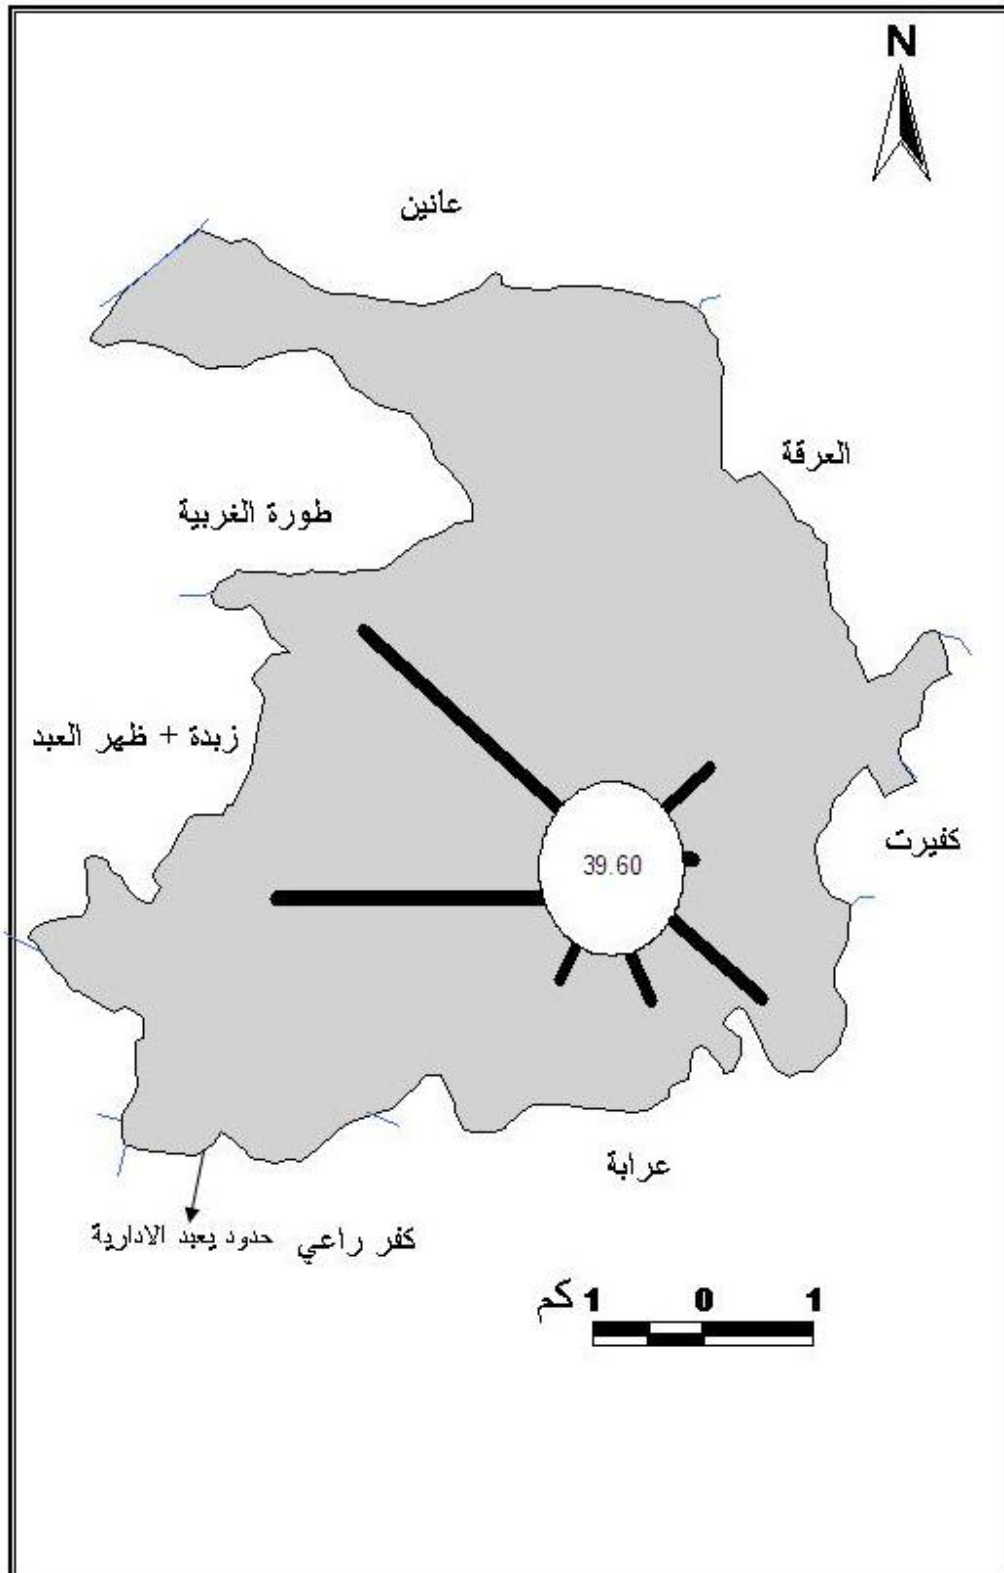 N
عانين
العرقة
طورة الغربية
زبدة + ظهر العبد
كفيرت
39.60
عرابة
كفر راعي
حدود يعبد الادارية
كم 1 0 1